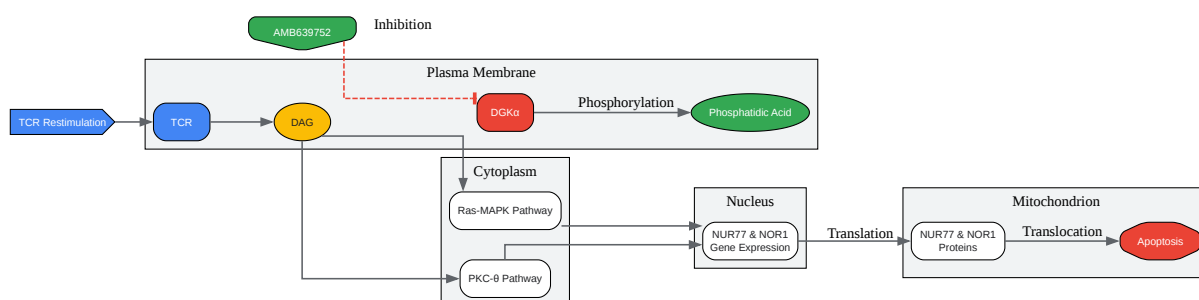 AMB639752
Inhibition
Plasma Membrane
TCR Restimulation
TCR
DAG
DGKα
Phosphorylation
Phosphatidic Acid
Cytoplasm
Ras-MAPK Pathway
PKC-θ Pathway
Nucleus
NUR77 & NOR1
Gene Expression
Translation
Mitochondrion
NUR77 & NOR1
Proteins
Translocation
Apoptosis